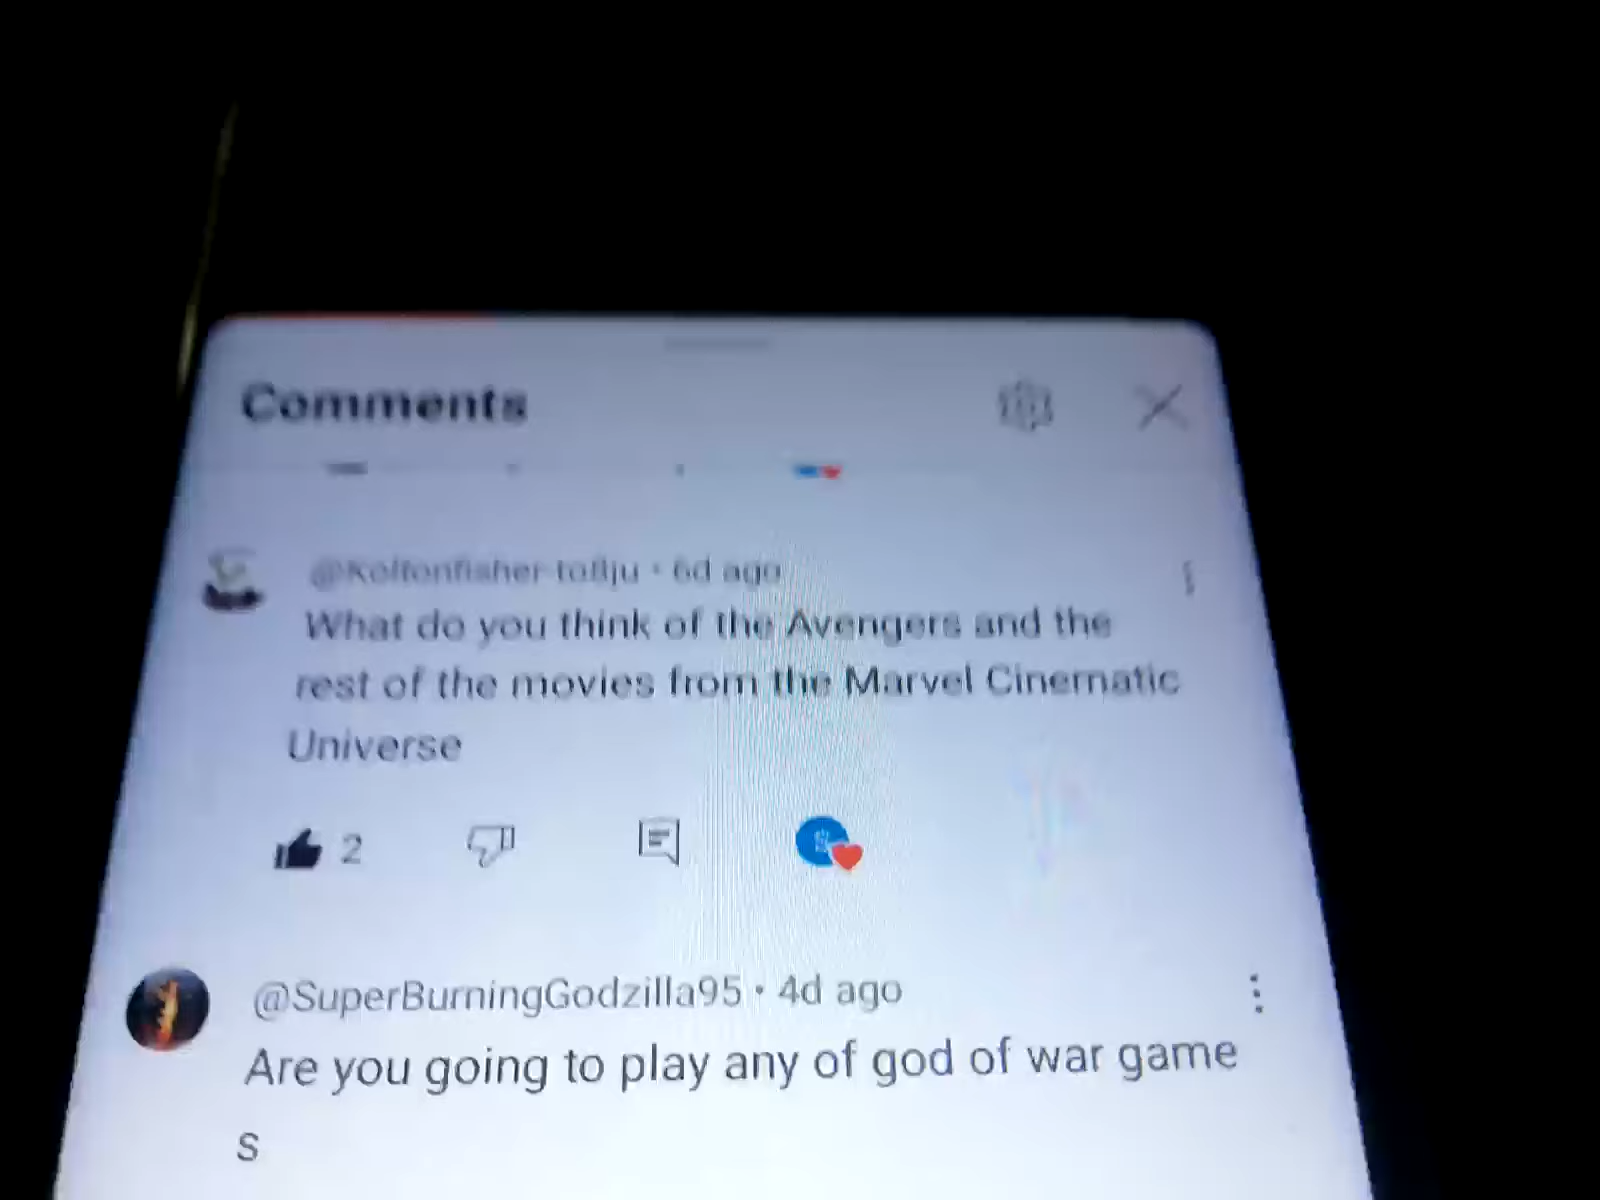 Comments
@Koltonfisher-to8ju • 6d ago
What do you think of the Avengers and the
rest of the movies from the Marvel Cinematic
Universe
2
@SuperBurningGodzilla95 • 4d ago
Are you going to play any of god of war game
s